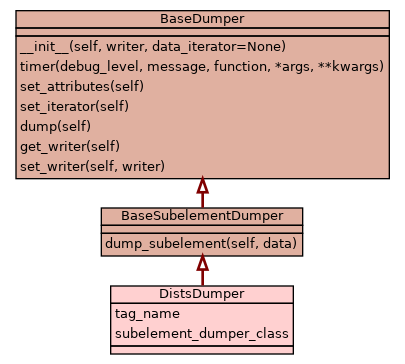 BaseDumper
__init__(self, writer, data_iterator=None)
timer(debug_level, message, function, *args, **kwargs)
set_attributes(self)
set_iterator(self)
dump(self)
get_writer(self)
set_writer(self, writer)
BaseSubelementDumper
dump_subelement(self, data)
DistsDumper
tag_name
subelement_dumper_class